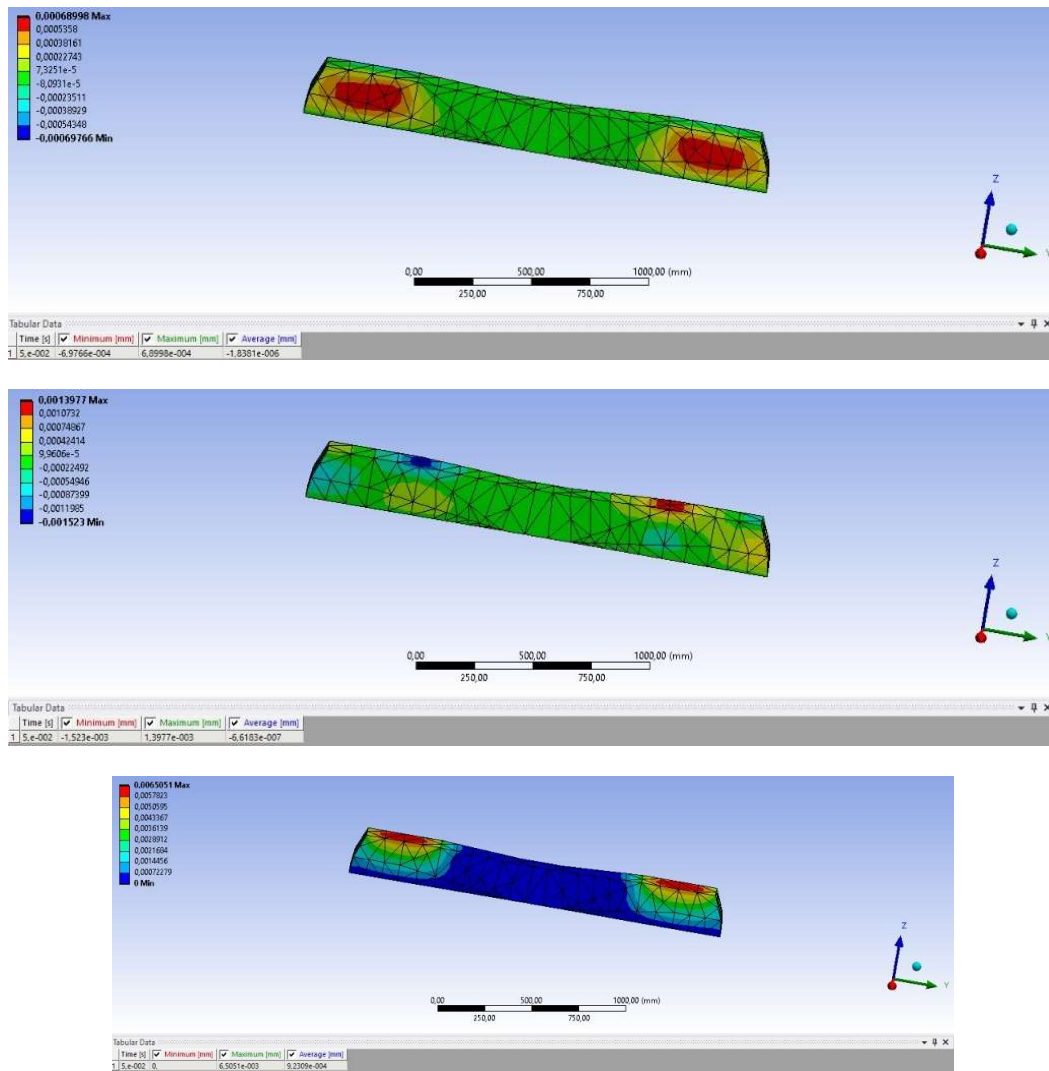 0,00068998 Max
0,0005358
0,00038161
0,00022743
7,3251e-5
-8,0931e-5
-0,00023511
-0,00038929
-0,00054348
-0,00069766 Min
Z
Y
0,00 500,00 1000,00 (mm)
250,00 750,00
Tabular Data
Time [s] Minimum [mm] Maximum [mm] Average [mm]
1 5,e-002 -6,9766e-004 6,8998e-004 -1,8381e-006
0,0013977 Max
0,0010732
0,00074867
0,00042414
9,9606e-5
-0,00022492
-0,00054946
-0,00087399
-0,0011985
-0,001523 Min
Z
Y
0,00 500,00 1000,00 (mm)
250,00 750,00
Tabular Data
Time [s] Minimum [mm] Maximum [mm] Average [mm]
1 5,e-002 -1,523e-003 1,3977e-003 -6,6183e-007
0,0065051 Max
0,0057823
0,0050595
0,0043367
0,0036139
0,0028912
0,0021684
0,0014456
0,00072279
0 Min
Z
Y
0,00 500,00 1000,00 (mm)
250,00 750,00
Tabular Data
Time [s] Minimum [mm] Maximum [mm] Average [mm]
1 5,e-002 0, 6,5051e-003 9,2309e-004